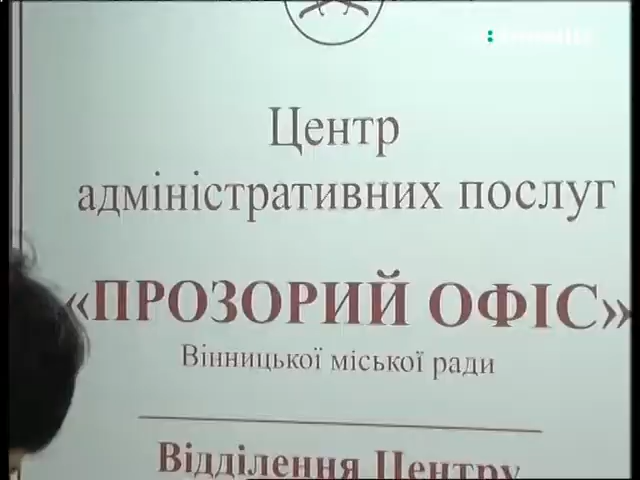 Центр
адміністративних послуг
«ПРОЗОРИЙ ОФІС»
Вінницької міської ради
Відділення Центру